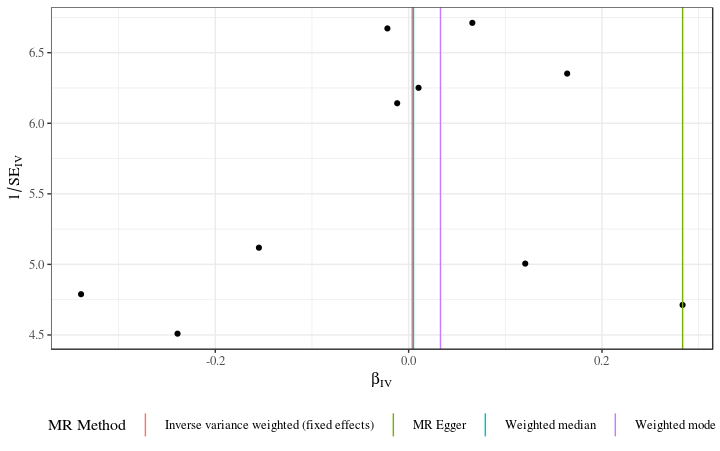 6.5
6.0
5.5
5.0
4.5
1/SE_IV
-0.2 0.0 0.2
β_IV
MR Method Inverse variance weighted (fixed effects) MR Egger Weighted median Weighted mode